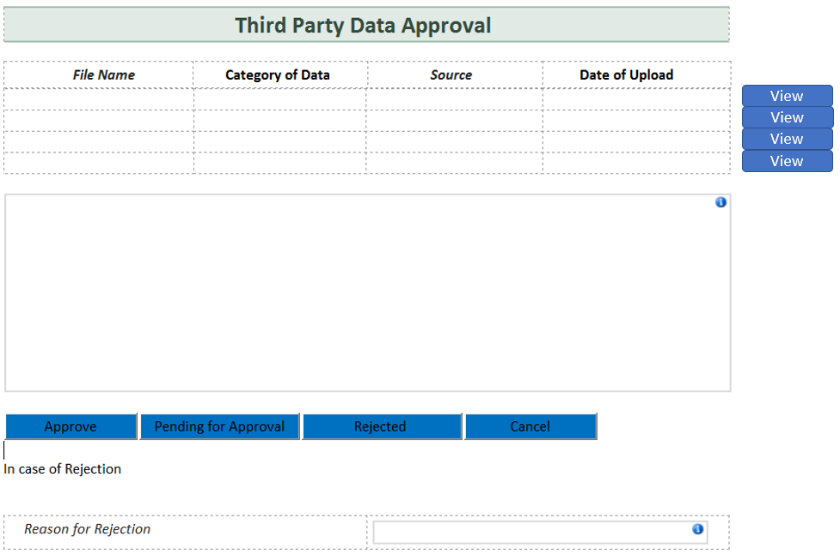 Third Party Data Approval
File Name Category of Data Source Date of Upload
View
View
View
View
Approve Pending for Approval Rejected Cancel
In case of Rejection
Reason for Rejection